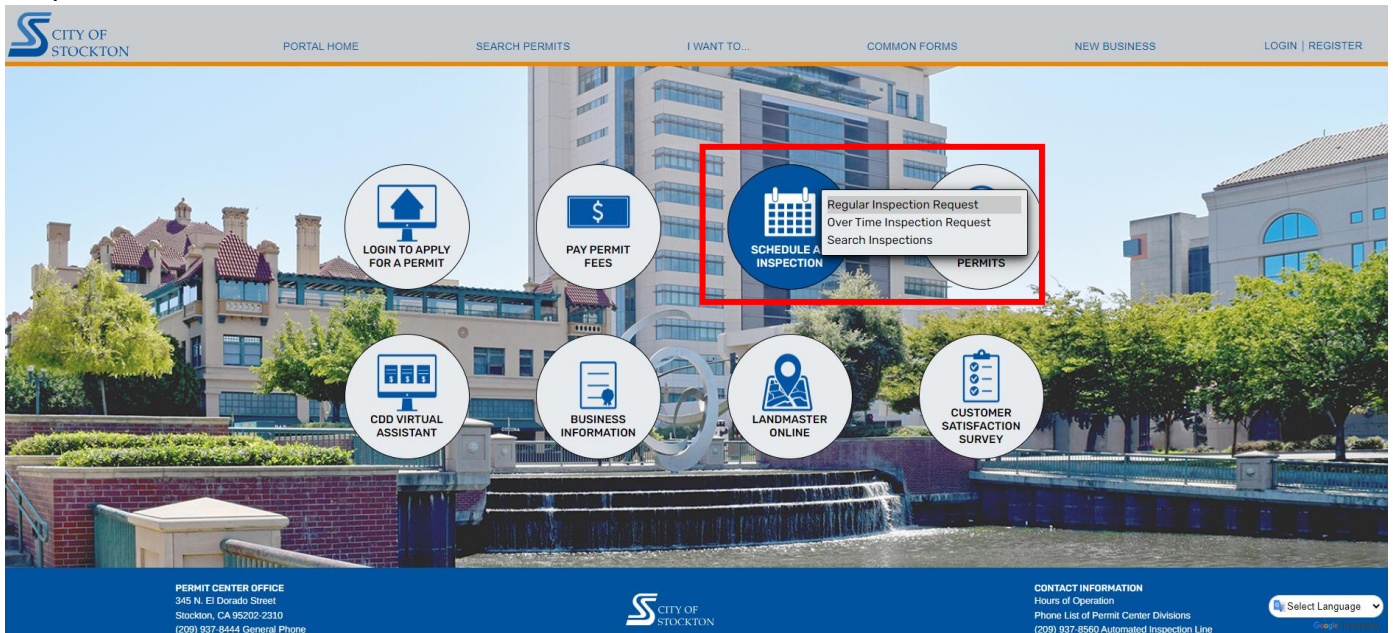 CITY OF
STOCKTON
PORTAL HOME
SEARCH PERMITS
I WANT TO...
COMMON FORMS
NEW BUSINESS
LOGIN | REGISTER
LOGIN TO APPLY
FOR A PERMIT
PAY PERMIT
FEES
SCHEDULE A
INSPECTION
Regular Inspection Request
Over Time Inspection Request
Search Inspections
PERMITS
CDD VIRTUAL
ASSISTANT
BUSINESS
INFORMATION
LANDMASTER
ONLINE
CUSTOMER
SATISFACTION
SURVEY
PERMIT CENTER OFFICE
345 N. El Dorado Street
Stockton, CA 95202-2310
(209) 937-8444 General Phone
CITY OF
STOCKTON
CONTACT INFORMATION
Hours of Operation
Phone List of Permit Center Divisions
(209) 937-8560 Automated Inspection Line
Select Language
Google